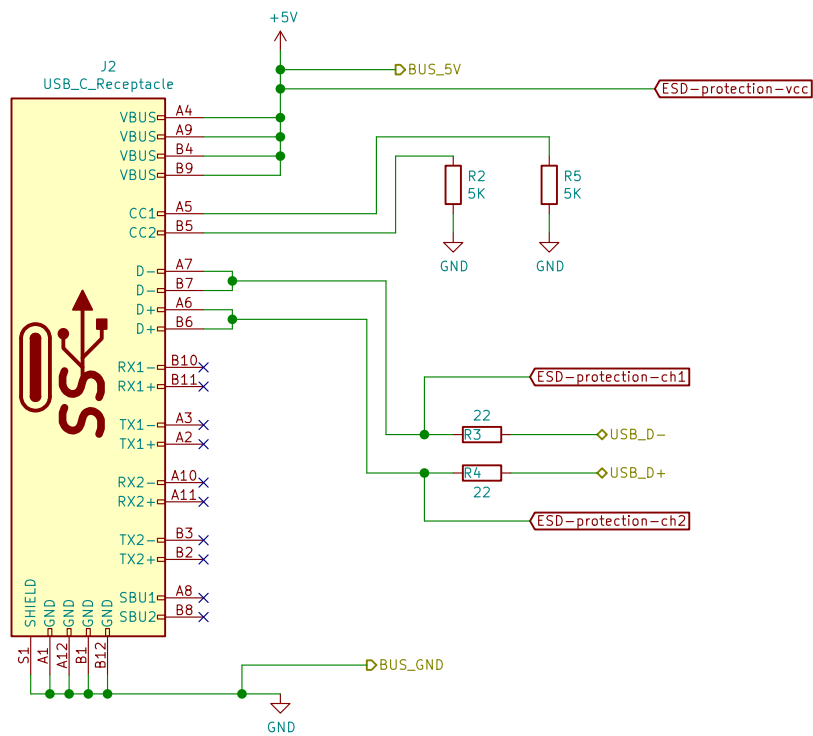 +5V
J2
USB_C_Receptacle
BUS_5V
ESD-protection-vcc
VBUS A4
VBUS A9
VBUS B4
VBUS B9
R2
5K
R5
5K
CC1 A5
CC2 B5
GND
GND
D- A7
D- B7
D+ A6
D+ B6
SS
RX1- B10
RX1+ B11
ESD-protection-ch1
TX1- A3
TX1+ A2
22
R3
USB_D-
RX2- A10
RX2+ A11
R4
22
USB_D+
ESD-protection-ch2
TX2- B3
TX2+ B2
SBU1 A8
SBU2 B8
SHIELD
GND
GND
GND
GND
S1
A1
A12
B1
B12
BUS_GND
GND